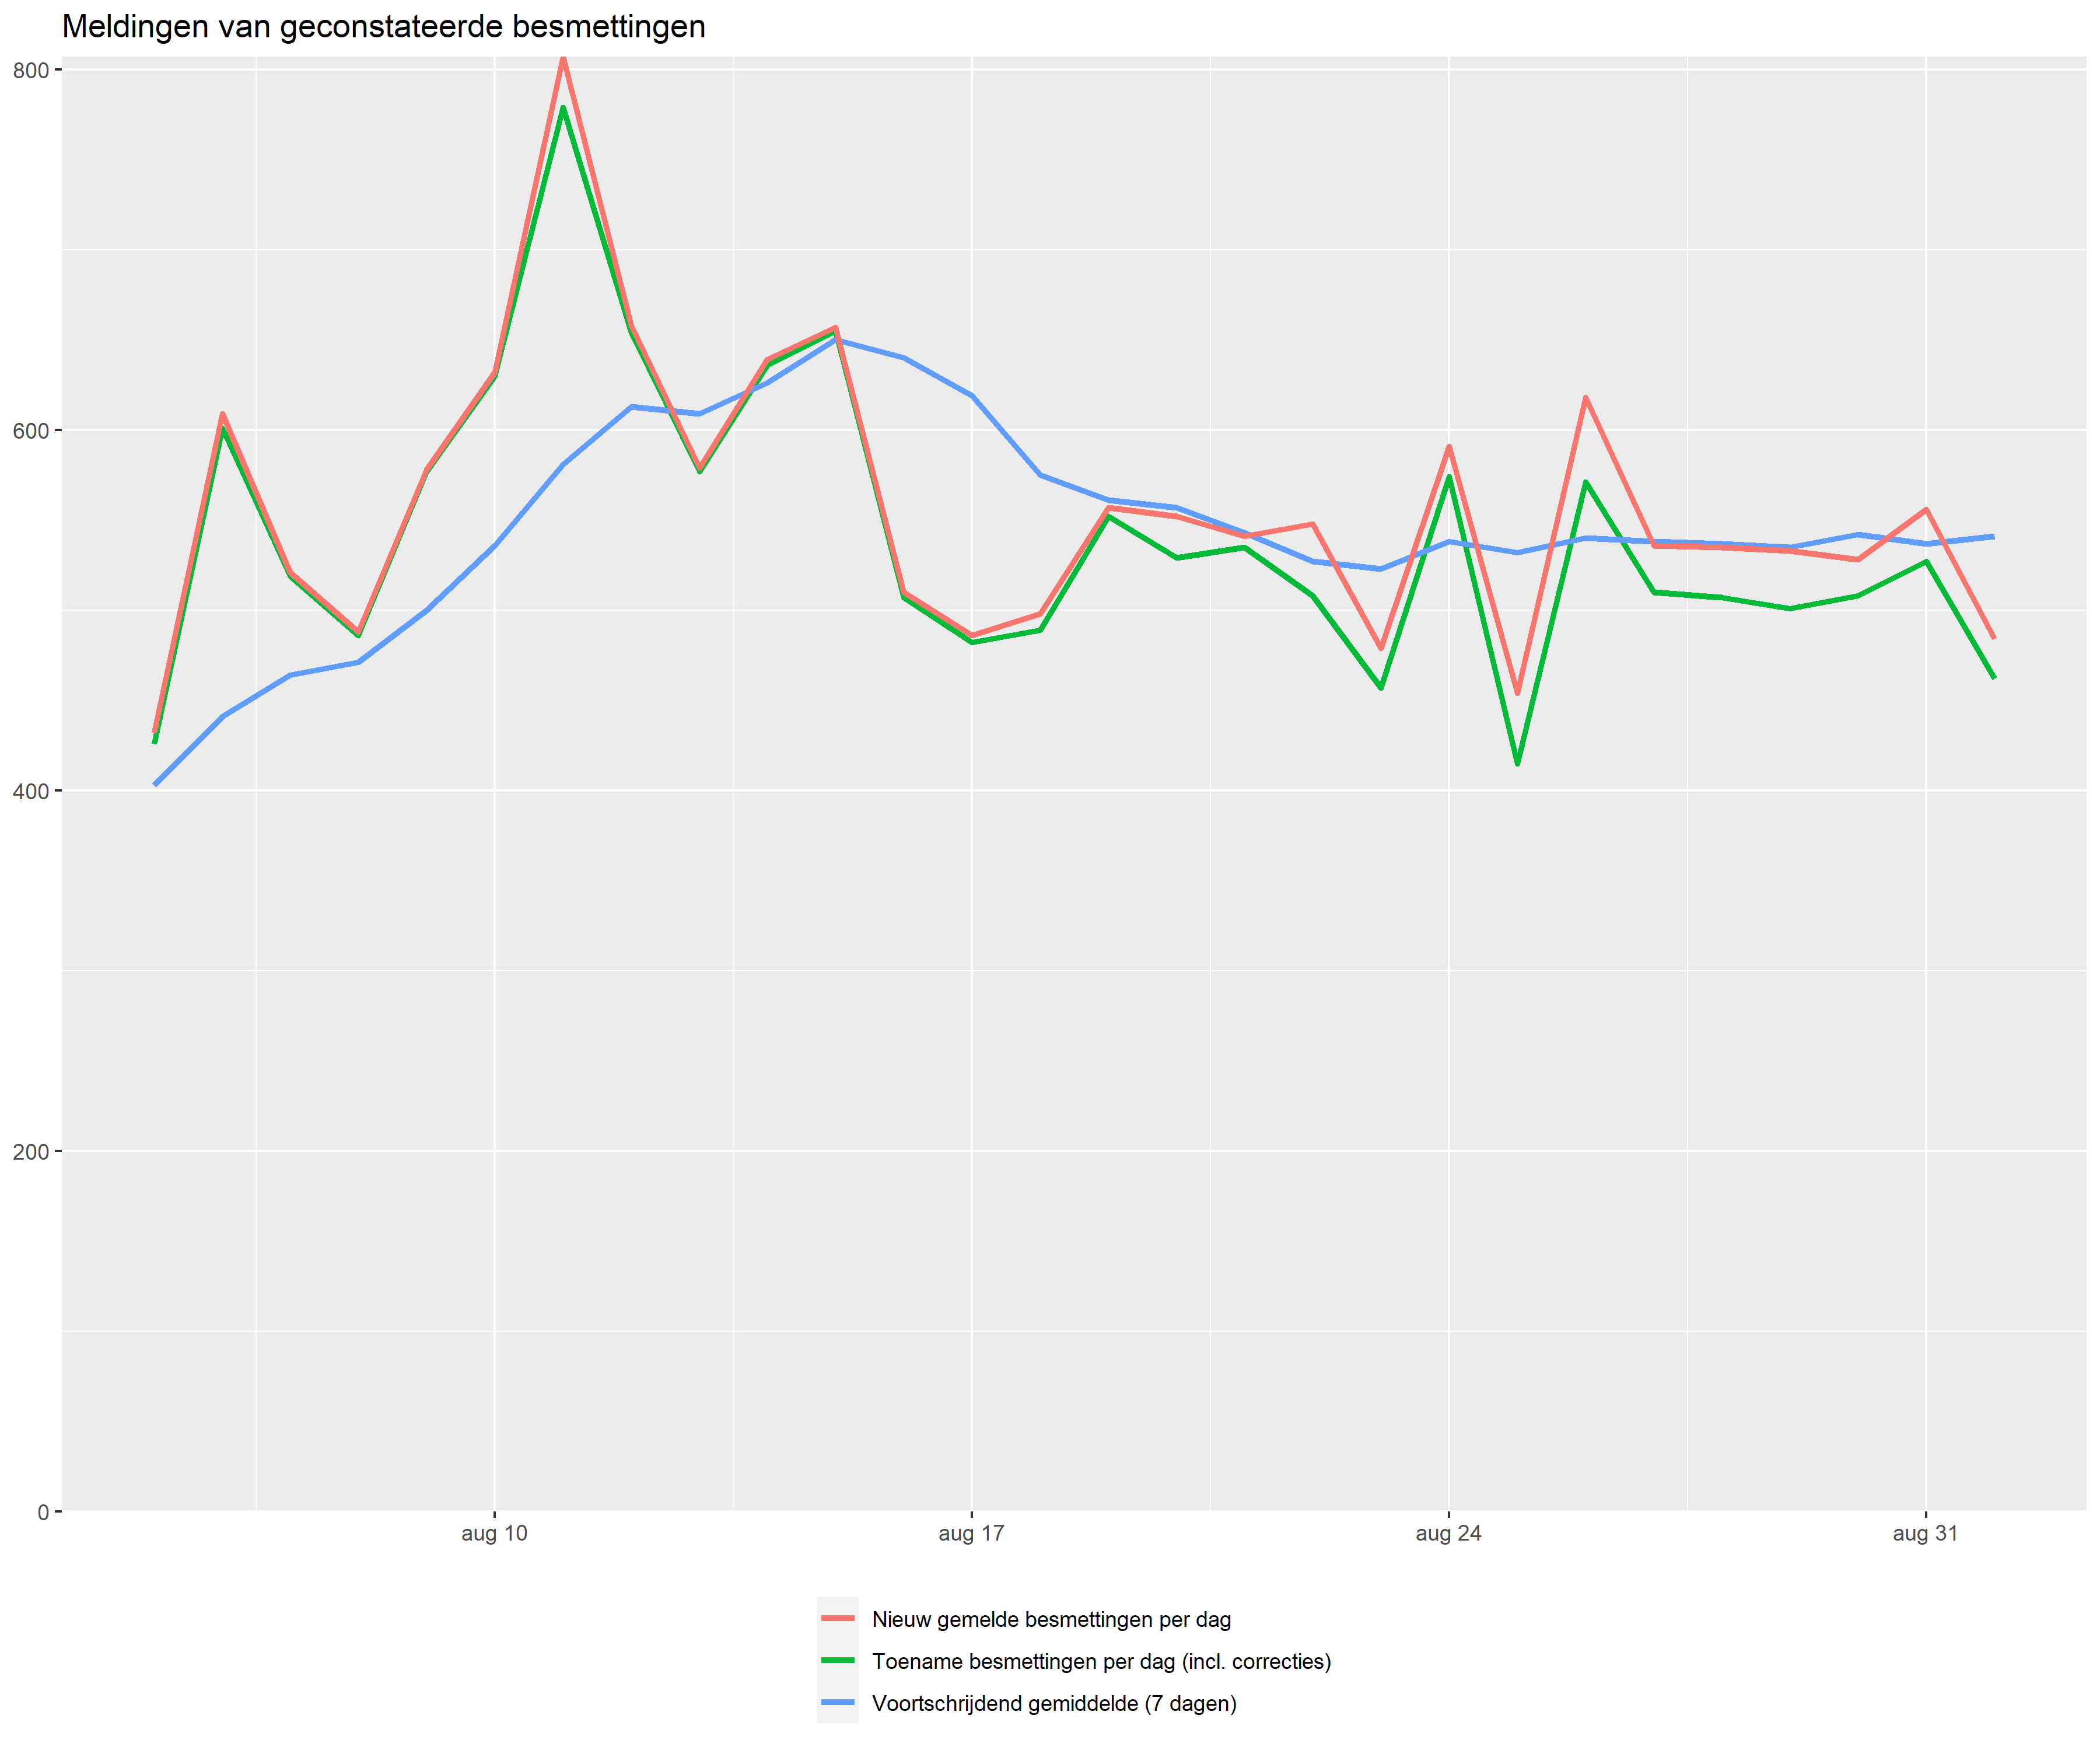 Meldingen van geconstateerde besmettingen
800
600
400
200
0
aug 10
aug 17
aug 24
aug 31
Nieuw gemelde besmettingen per dag
Toename besmettingen per dag (incl. correcties)
Voortschrijdend gemiddelde (7 dagen)